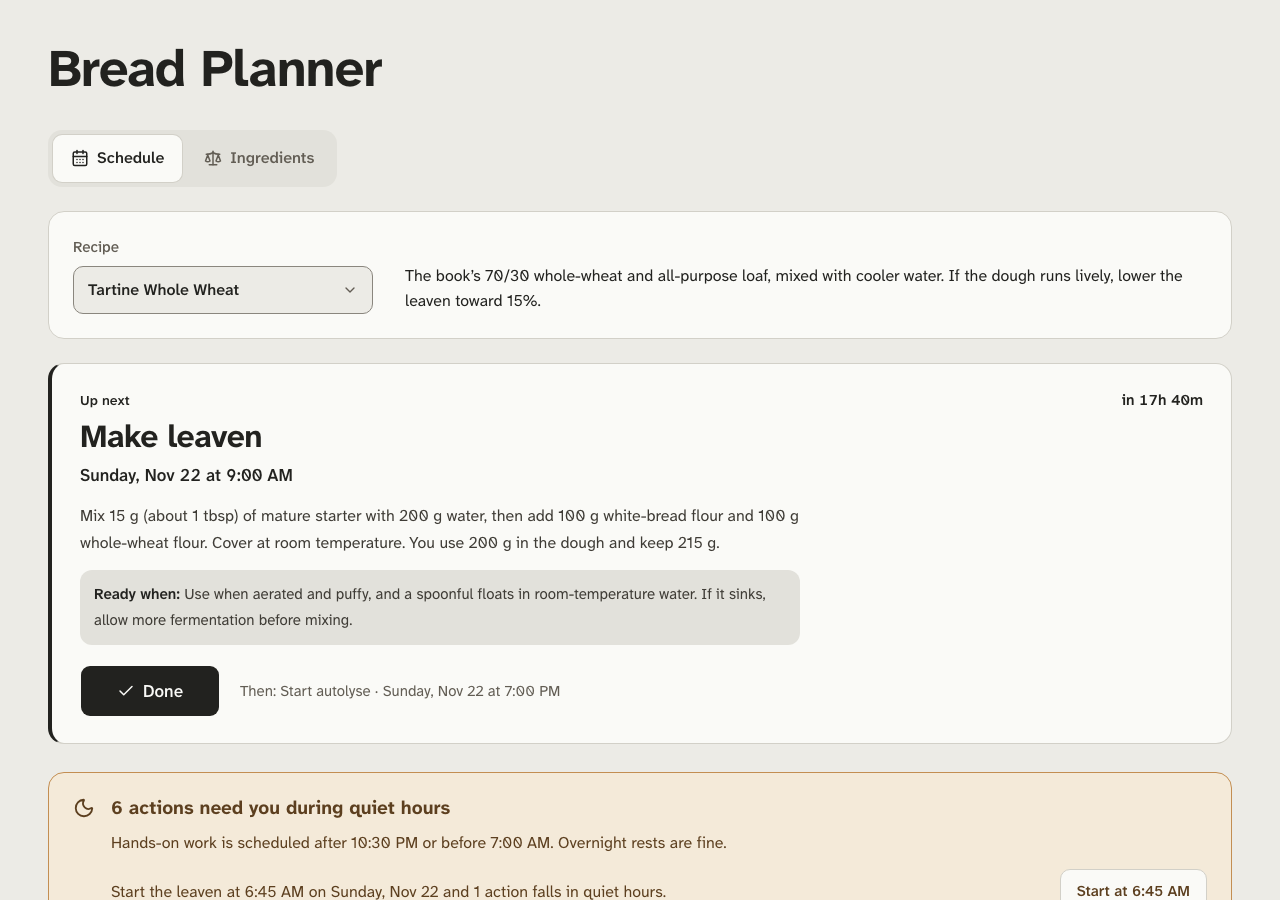 Bread Planner
Schedule
Ingredients
Recipe
Tartine Whole Wheat
The book’s 70/30 whole-wheat and all-purpose loaf, mixed with cooler water. If the dough runs lively, lower the
leaven toward 15%.
Up next
in 17h 40m
Make leaven
Sunday, Nov 22 at 9:00 AM
Mix 15 g (about 1 tbsp) of mature starter with 200 g water, then add 100 g white-bread flour and 100 g
whole-wheat flour. Cover at room temperature. You use 200 g in the dough and keep 215 g.
Ready when: Use when aerated and puffy, and a spoonful floats in room-temperature water. If it sinks,
allow more fermentation before mixing.
Done
Then: Start autolyse · Sunday, Nov 22 at 7:00 PM
6 actions need you during quiet hours
Hands-on work is scheduled after 10:30 PM or before 7:00 AM. Overnight rests are fine.
Start the leaven at 6:45 AM on Sunday, Nov 22 and 1 action falls in quiet hours.
Start at 6:45 AM